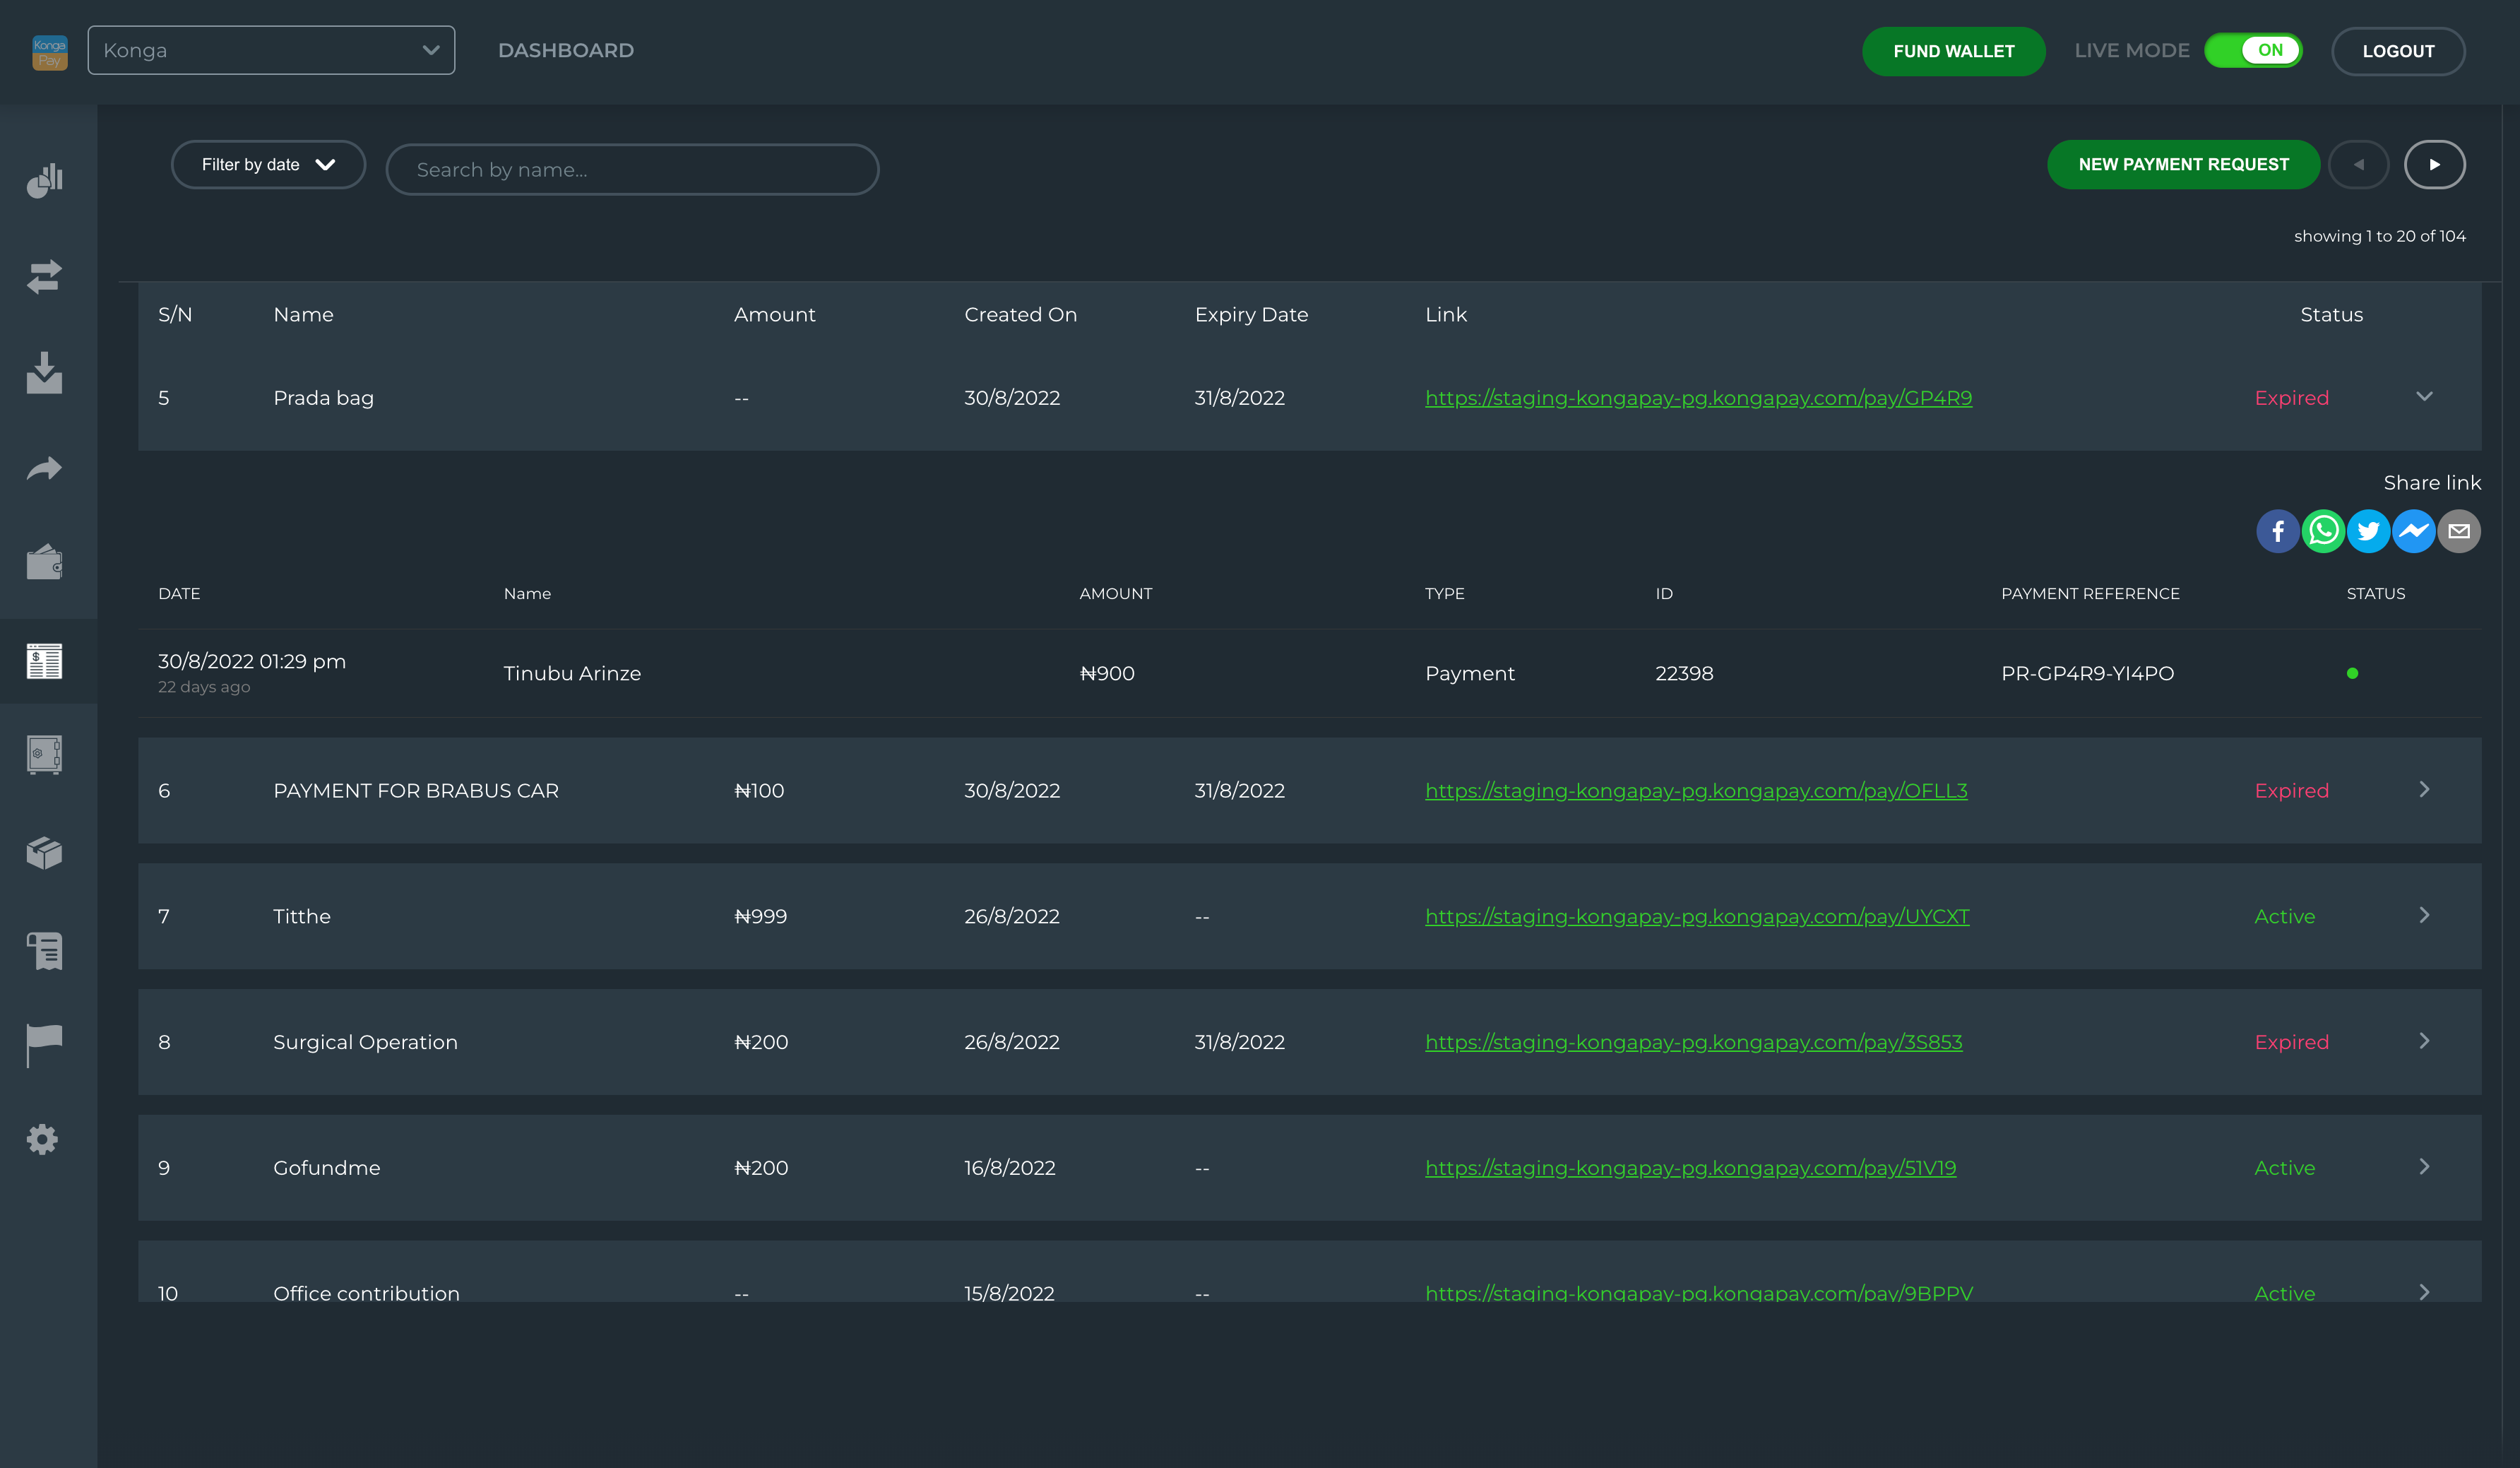 Konga Pay
Konga
DASHBOARD
FUND WALLET
LIVE MODE
ON
LOGOUT
Filter by date
Search by name...
NEW PAYMENT REQUEST
showing 1 to 20 of 104
S/N Name Amount Created On Expiry Date Link Status
5 Prada bag -- 30/8/2022 31/8/2022 https://staging-kongapay-pg.kongapay.com/pay/GP4R9 Expired
Share link
DATE Name AMOUNT TYPE ID PAYMENT REFERENCE STATUS
30/8/2022 01:29 pm Tinubu Arinze ₦900 Payment 22398 PR-GP4R9-YI4PO
22 days ago
6 PAYMENT FOR BRABUS CAR ₦100 30/8/2022 31/8/2022 https://staging-kongapay-pg.kongapay.com/pay/OFLL3 Expired
7 Titthe ₦999 26/8/2022 -- https://staging-kongapay-pg.kongapay.com/pay/UYCXT Active
8 Surgical Operation ₦200 26/8/2022 31/8/2022 https://staging-kongapay-pg.kongapay.com/pay/3S853 Expired
9 Gofundme ₦200 16/8/2022 -- https://staging-kongapay-pg.kongapay.com/pay/51V19 Active
10 Office contribution -- 15/8/2022 -- https://staging-kongapay-pg.kongapay.com/pay/9BPPV Active